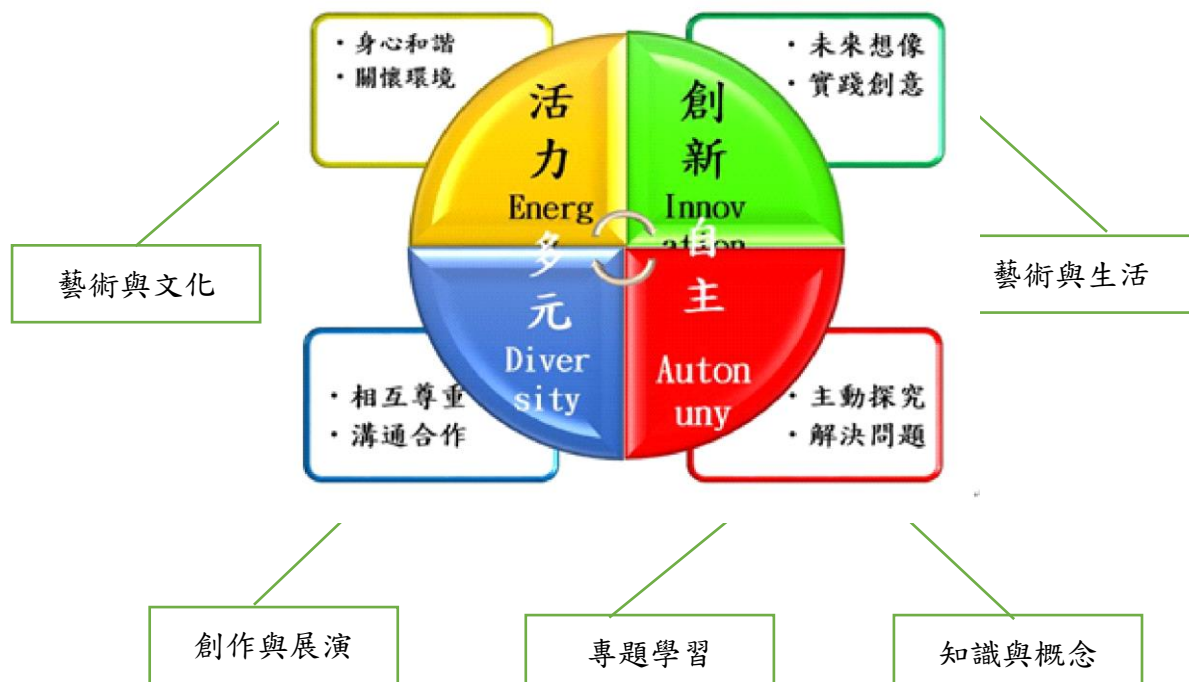 ・身心和諧
・關懷環境
・未來想像
・實踐創意
活
力
Energ
創
新
Innov
ation
藝術與文化
藝術與生活
多
元
Diver
sity
自
主
Auton
uny
・相互尊重
・溝通合作
・主動探究
・解決問題
創作與展演
專題學習
知識與概念